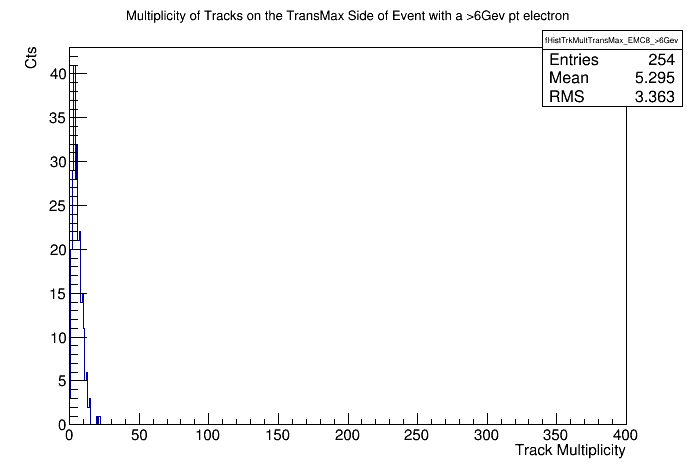 Multiplicity of Tracks on the TransMax Side of Event with a >6Gev pt electron
fHistTrkMultTransMax_EMC8_>6Gev
Entries 254
Mean 5.295
RMS 3.363
Cts
40
35
30
25
20
15
10
5
0
0 50 100 150 200 250 300 350 400
Track Multiplicity